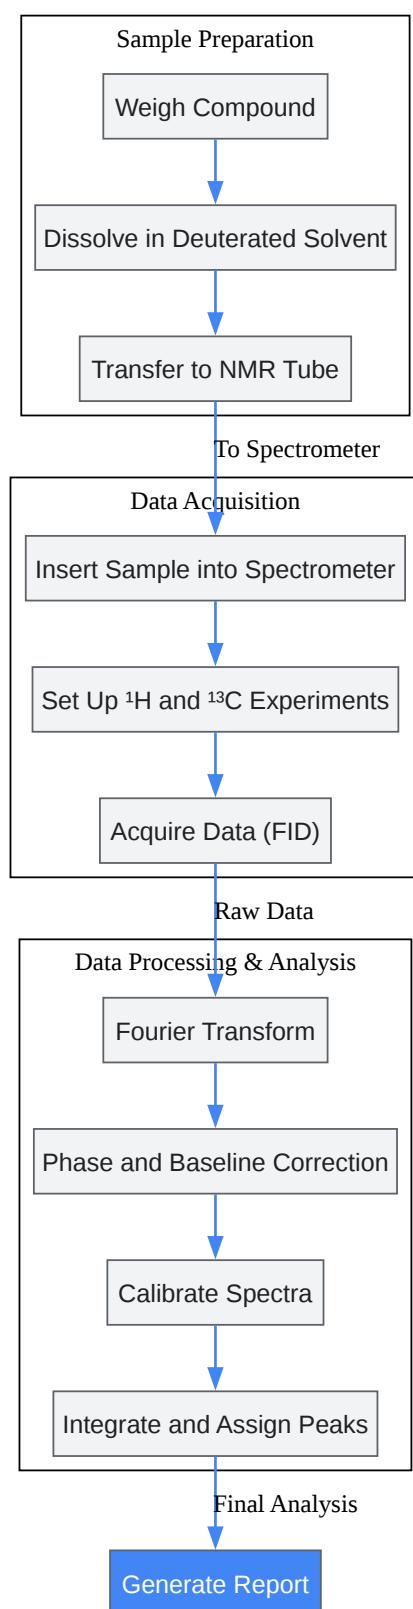 Sample Preparation
Weigh Compound
Dissolve in Deuterated Solvent
Transfer to NMR Tube
To Spectrometer
Data Acquisition
Insert Sample into Spectrometer
Set Up ¹H and ¹³C Experiments
Acquire Data (FID)
Raw Data
Data Processing & Analysis
Fourier Transform
Phase and Baseline Correction
Calibrate Spectra
Integrate and Assign Peaks
Final Analysis
Generate Report